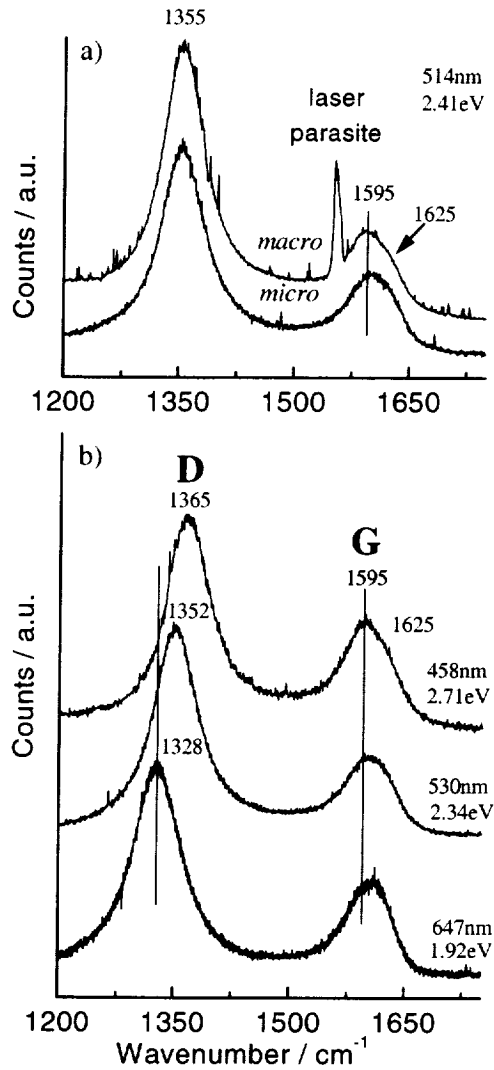 a)
1355
514nm
2.41eV
laser
parasite
1595
1625
macro
micro
Counts / a.u.
1200 1350 1500 1650
b)
D
1365
G
1595
1352
1625
458nm
2.71eV
1328
530nm
2.34eV
647nm
1.92eV
Counts / a.u.
1200 1350 1500 1650
Wavenumber / cm⁻¹